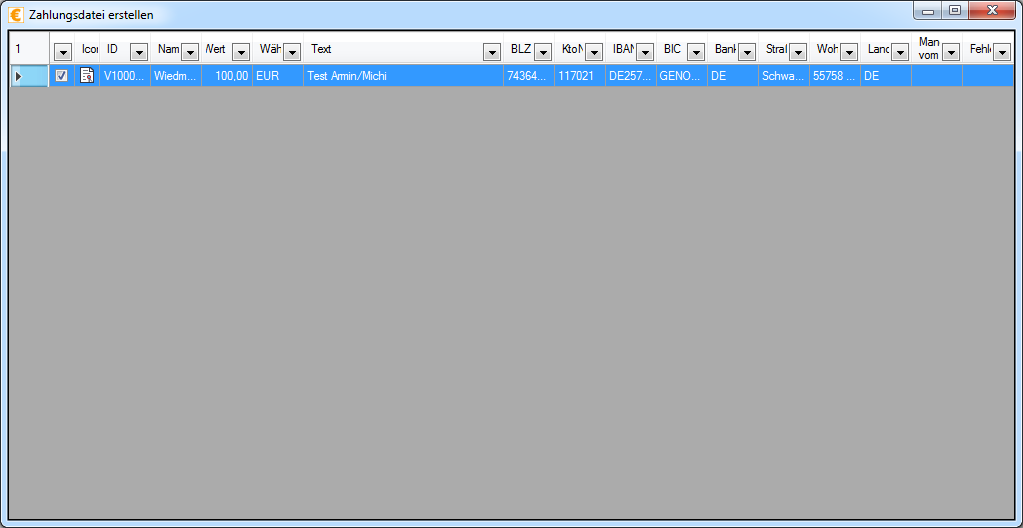 Zahlungsdatei erstellen
1 Icon ID Nam Wert Wäh Text BLZ KtoN IBAN BIC Bank Straß Woh Land Man vom Fehle
V1000... Wiedm... 100,00 EUR Test Armin/Michi 74364... 117021 DE257... GENO... DE Schwa... 55758 ... DE